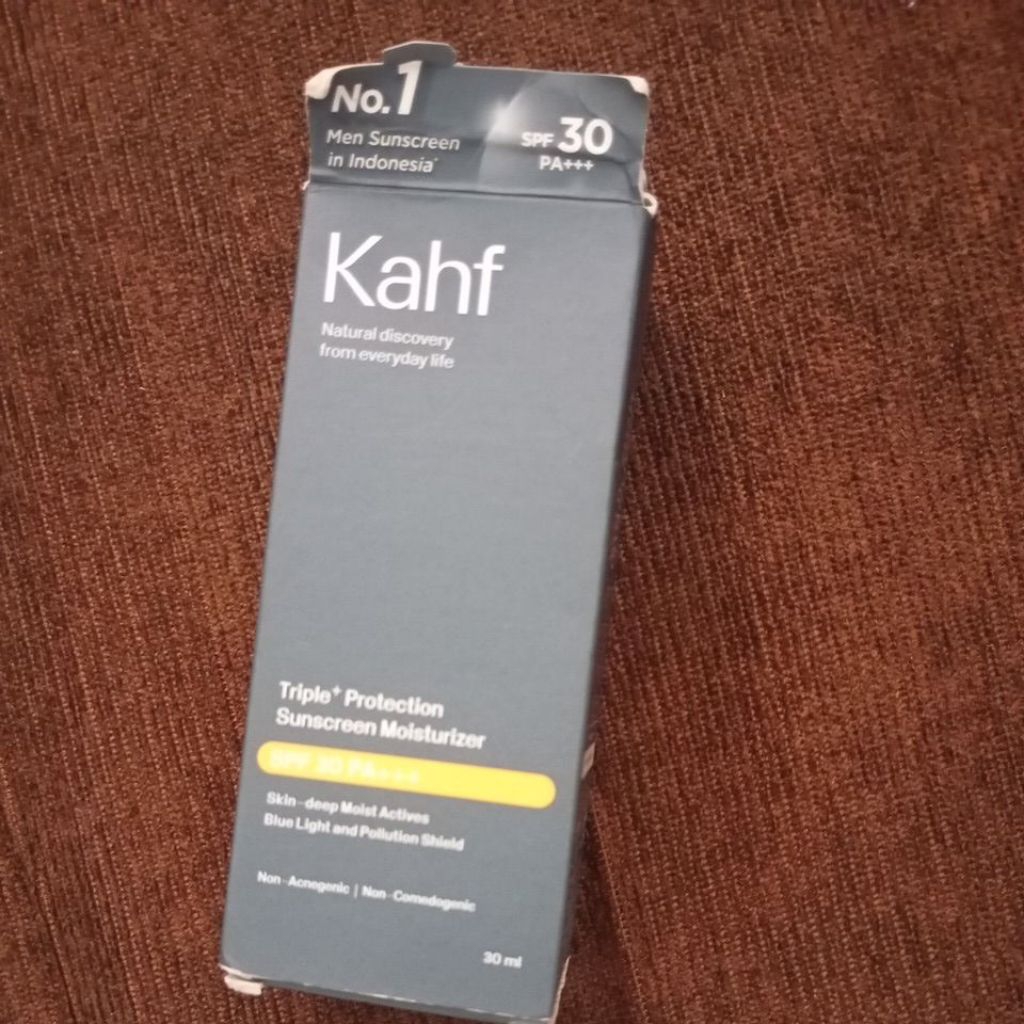 No.1
Men Sunscreen
in Indonesia*
SPF 30
PA+++
Kahf
Natural discovery
from everyday life
Triple+ Protection
Sunscreen Moisturizer
SPF 30 PA+++
Skin-deep Moist Actives
Blue Light and Pollution Shield
Non-Acnegenic | Non-Comedogenic
30 ml